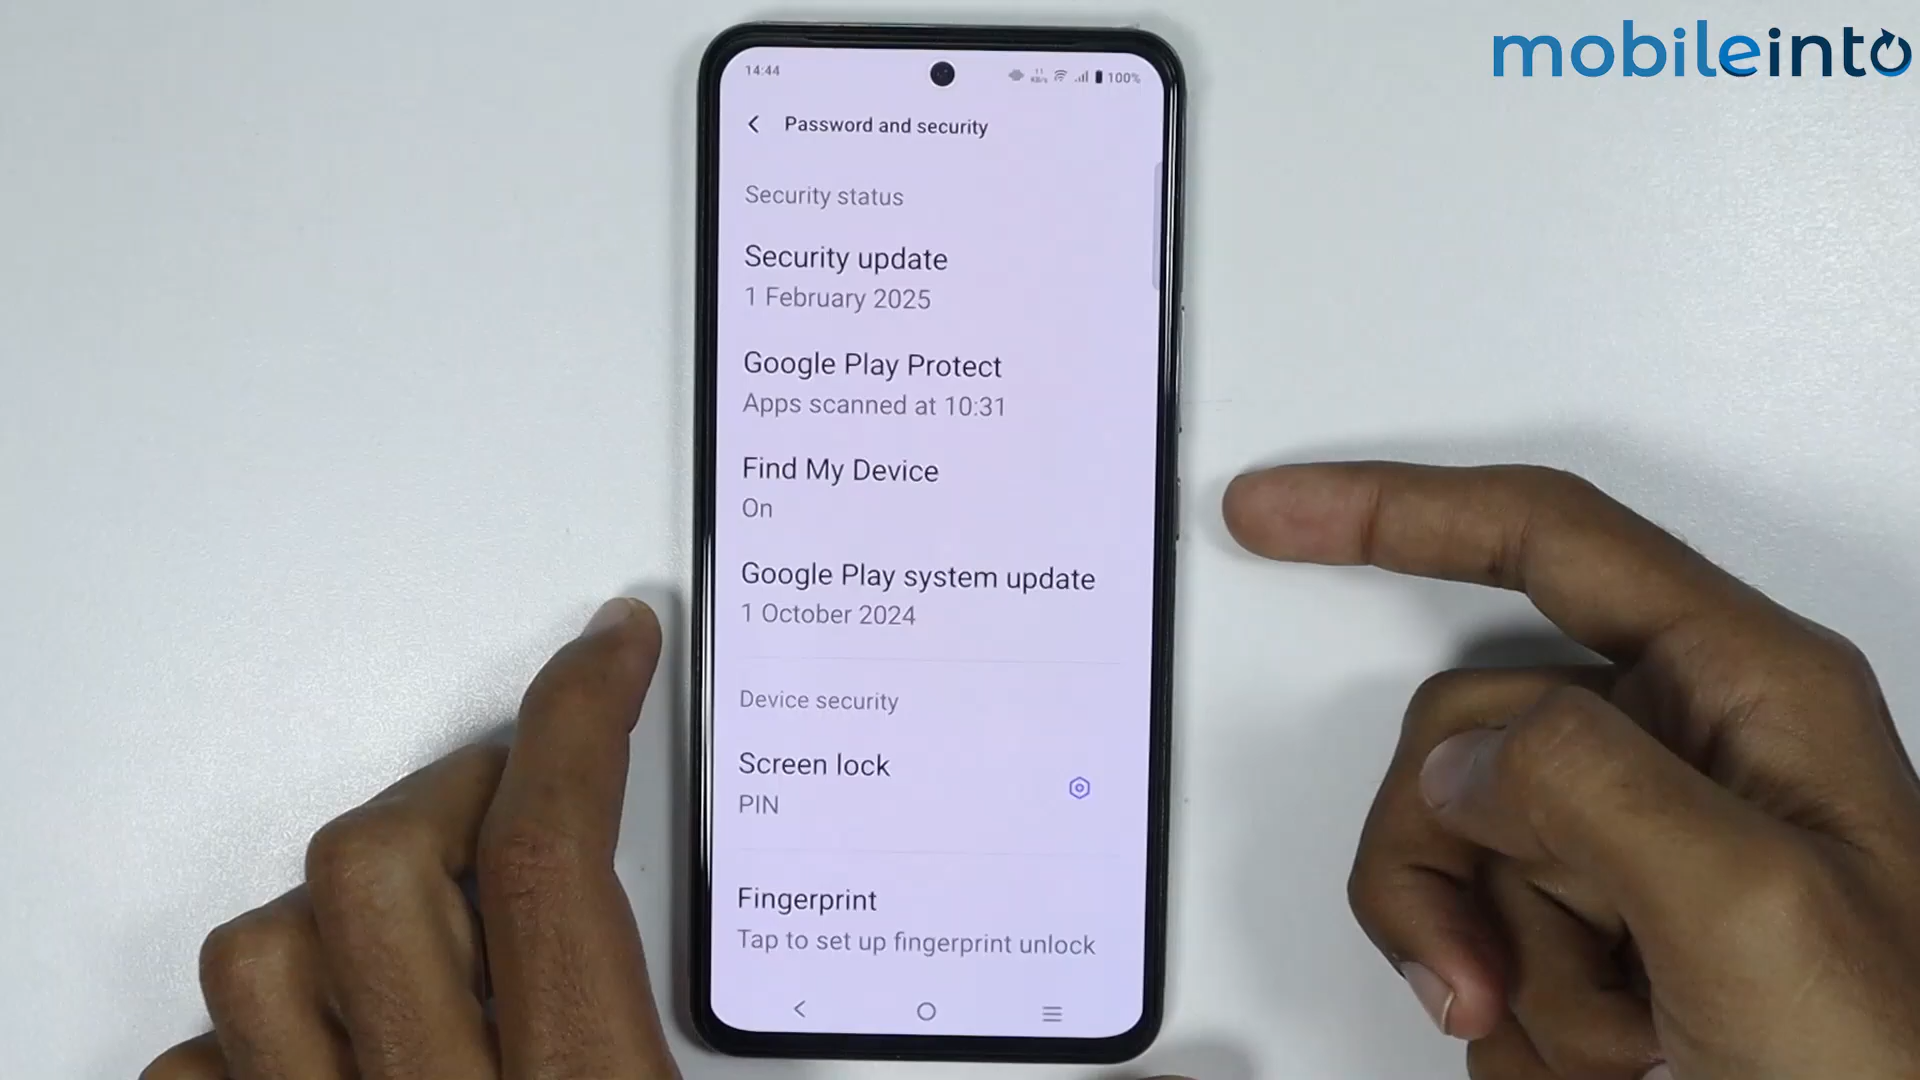 mobileinto
14:44
11 KB/s 100%
Password and security
Security status
Security update
1 February 2025
Google Play Protect
Apps scanned at 10:31
Find My Device
On
Google Play system update
1 October 2024
Device security
Screen lock
PIN
Fingerprint
Tap to set up fingerprint unlock